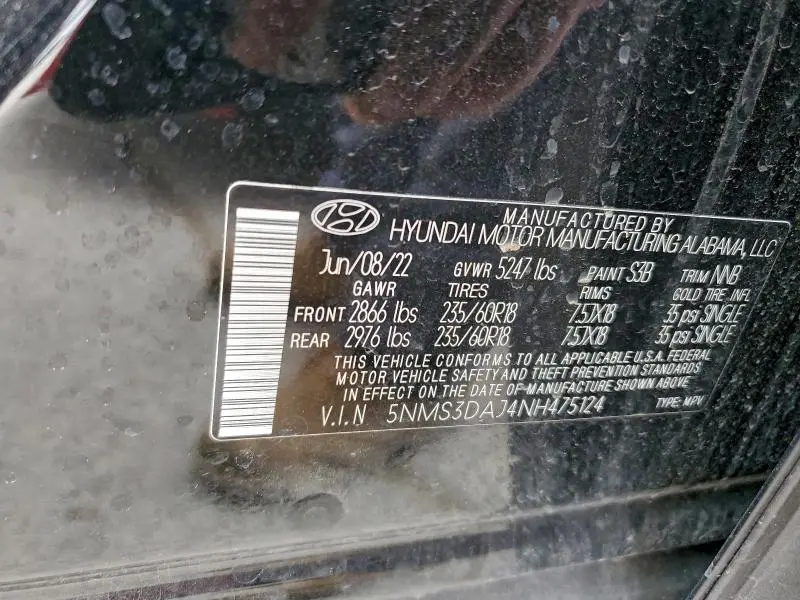 MANUFACTURED BY
HYUNDAI MOTOR MANUFACTURING ALABAMA, LLC
Jun/08/22 GVWR 5247 lbs PAINT S3B TRIM NNB
GAWR TIRES RIMS COLD TIRE INFL
FRONT 2866 lbs 235/60R18 7.5JX18 35 psi SINGLE
REAR 2976 lbs 235/60R18 7.5JX18 35 psi SINGLE
THIS VEHICLE CONFORMS TO ALL APPLICABLE U.S.A. FEDERAL
MOTOR VEHICLE SAFETY AND THEFT PREVENTION STANDARDS
IN EFFECT ON THE DATE OF MANUFACTURE SHOWN ABOVE
V.I.N 5NMS3DAJ4NH475124 TYPE: MPV